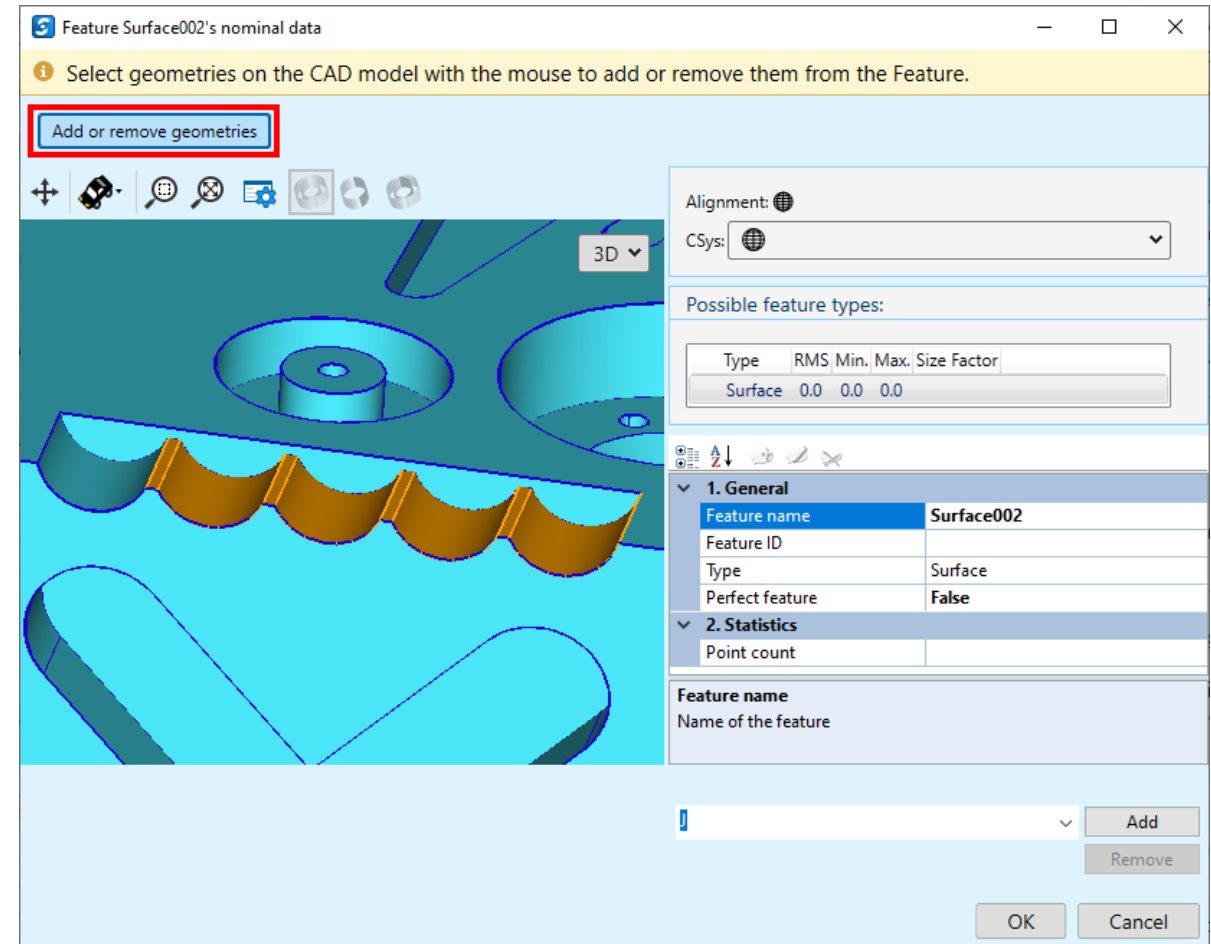 Feature Surface002's nominal data
Select geometries on the CAD model with the mouse to add or remove them from the Feature.
Add or remove geometries
3D
Alignment:
CSys:
Possible feature types:
Type RMS Min. Max. Size Factor
Surface 0.0 0.0 0.0
1. General
Feature name Surface002
Feature ID
Type Surface
Perfect feature False
2. Statistics
Point count
Feature name
Name of the feature
J
Add
Remove
OK
Cancel